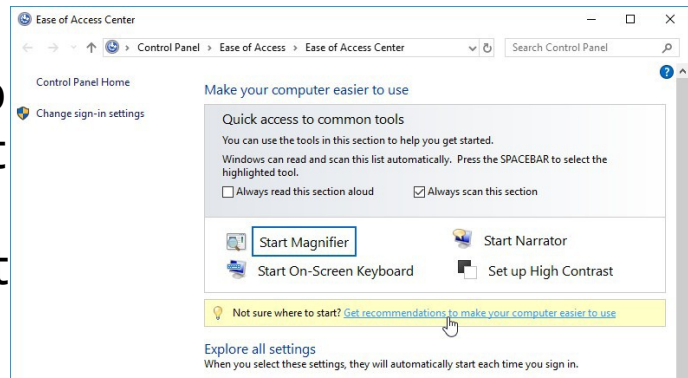 Ease of Access Center
Control Panel > Ease of Access > Ease of Access Center
Search Control Panel
Control Panel Home
Change sign-in settings
Make your computer easier to use
Quick access to common tools
You can use the tools in this section to help you get started.
Windows can read and scan this list automatically. Press the SPACEBAR to select the
highlighted tool.
Always read this section aloud
Always scan this section
Start Magnifier
Start Narrator
Start On-Screen Keyboard
Set up High Contrast
Not sure where to start? Get recommendations to make your computer easier to use
Explore all settings
When you select these settings, they will automatically start each time you sign in.